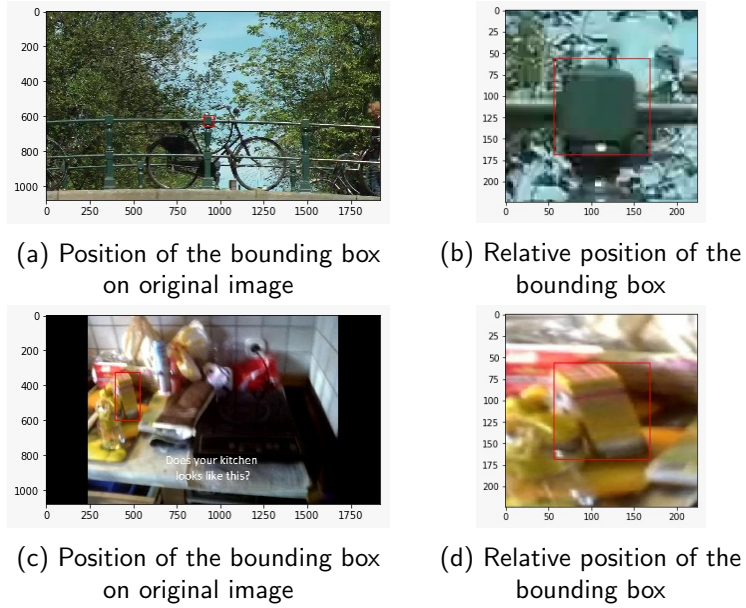 0
200
400
600
800
1000
0 250 500 750 1000 1250 1500 1750
0
25
50
75
100
125
150
175
200
0 50 100 150 200
(a) Position of the bounding box
on original image
(b) Relative position of the
bounding box
0
200
400
600
800
1000
Does your kitchen
looks like this?
0 250 500 750 1000 1250 1500 1750
0
25
50
75
100
125
150
175
200
0 50 100 150 200
(c) Position of the bounding box
on original image
(d) Relative position of the
bounding box